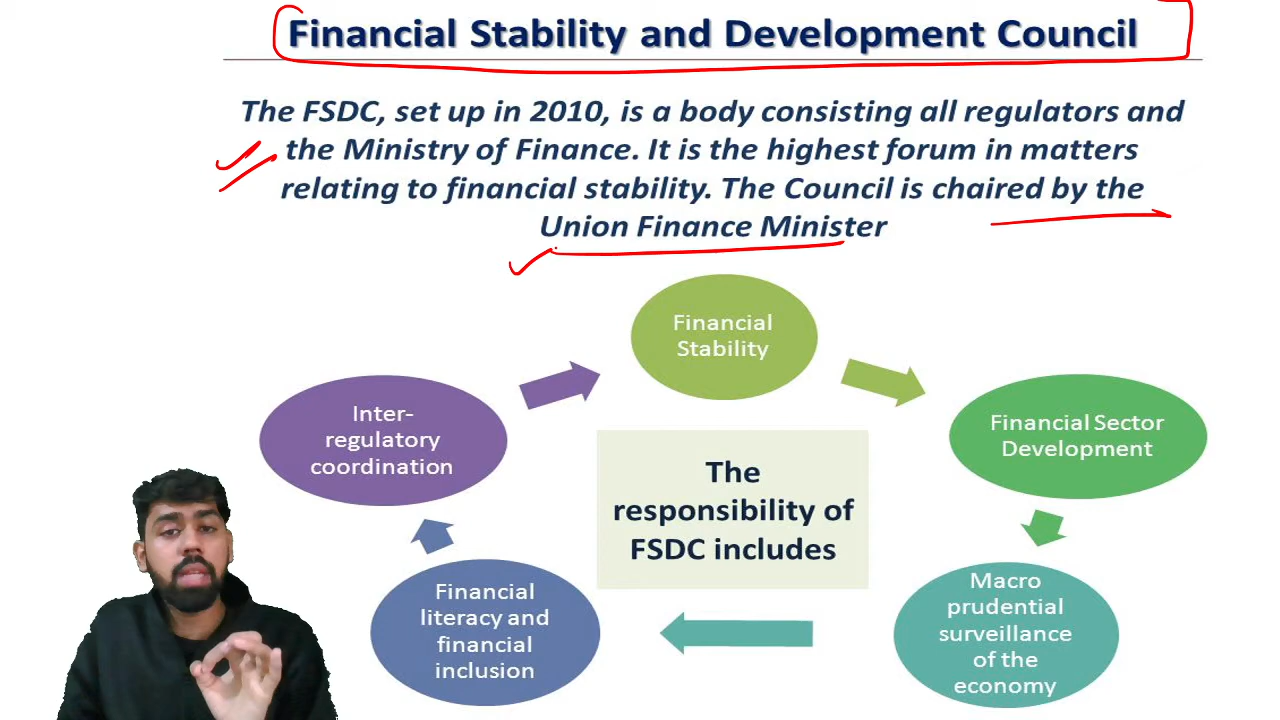 Financial Stability and Development Council
The FSDC, set up in 2010, is a body consisting all regulators and
the Ministry of Finance. It is the highest forum in matters
relating to financial stability. The Council is chaired by the
Union Finance Minister
Financial
Stability
Financial Sector
Development
Macro
prudential
surveillance
of the
economy
Financial
literacy and
financial
inclusion
Inter-
regulatory
coordination
The
responsibility of
FSDC includes